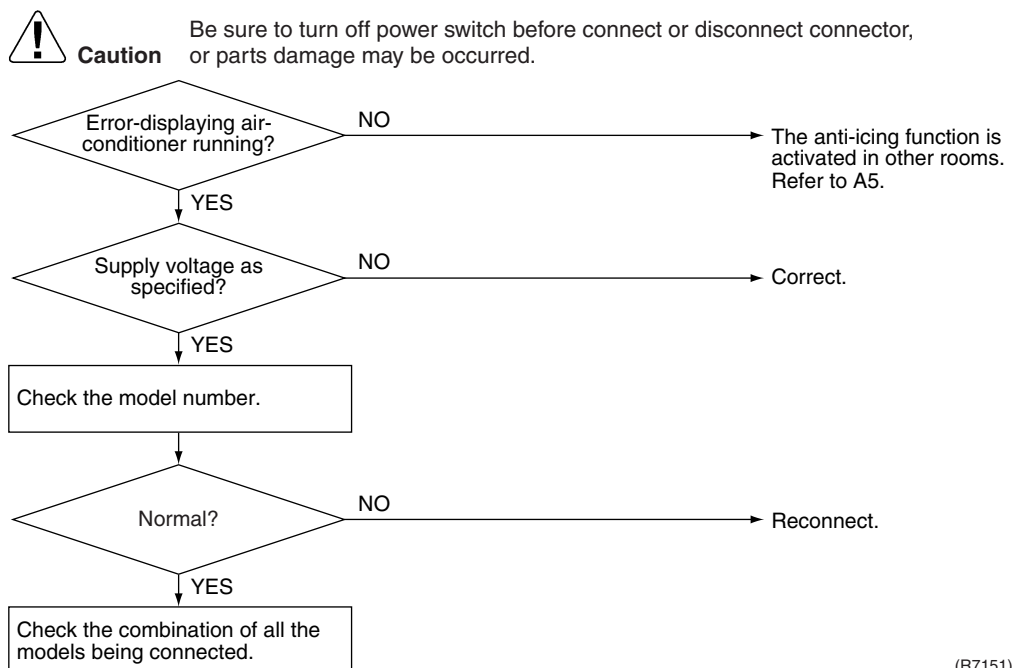 Be sure to turn off power switch before connect or disconnect connector,
Caution or parts damage may be occurred.
Error-displaying air-
conditioner running?
NO
The anti-icing function is
activated in other rooms.
Refer to A5.
YES
Supply voltage as
specified?
NO
Correct.
YES
Check the model number.
Normal?
NO
Reconnect.
YES
Check the combination of all the
models being connected.
(R7151)